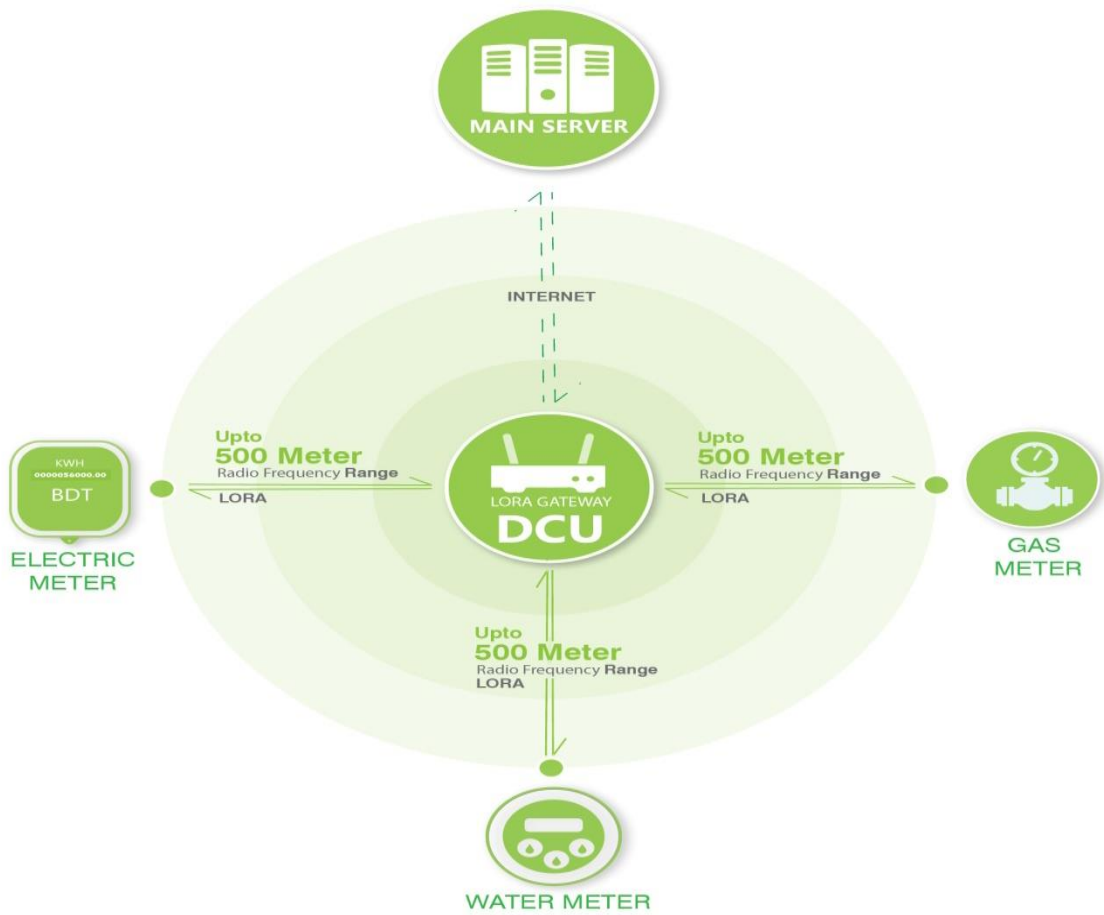 MAIN SERVER
INTERNET
Upto
500 Meter
Radio Frequency Range
LORA
Upto
500 Meter
Radio Frequency Range
LORA
KWH
0000056000.00
BDT
ELECTRIC
METER
LORA GATEWAY
DCU
GAS
METER
Upto
500 Meter
Radio Frequency Range
LORA
WATER METER